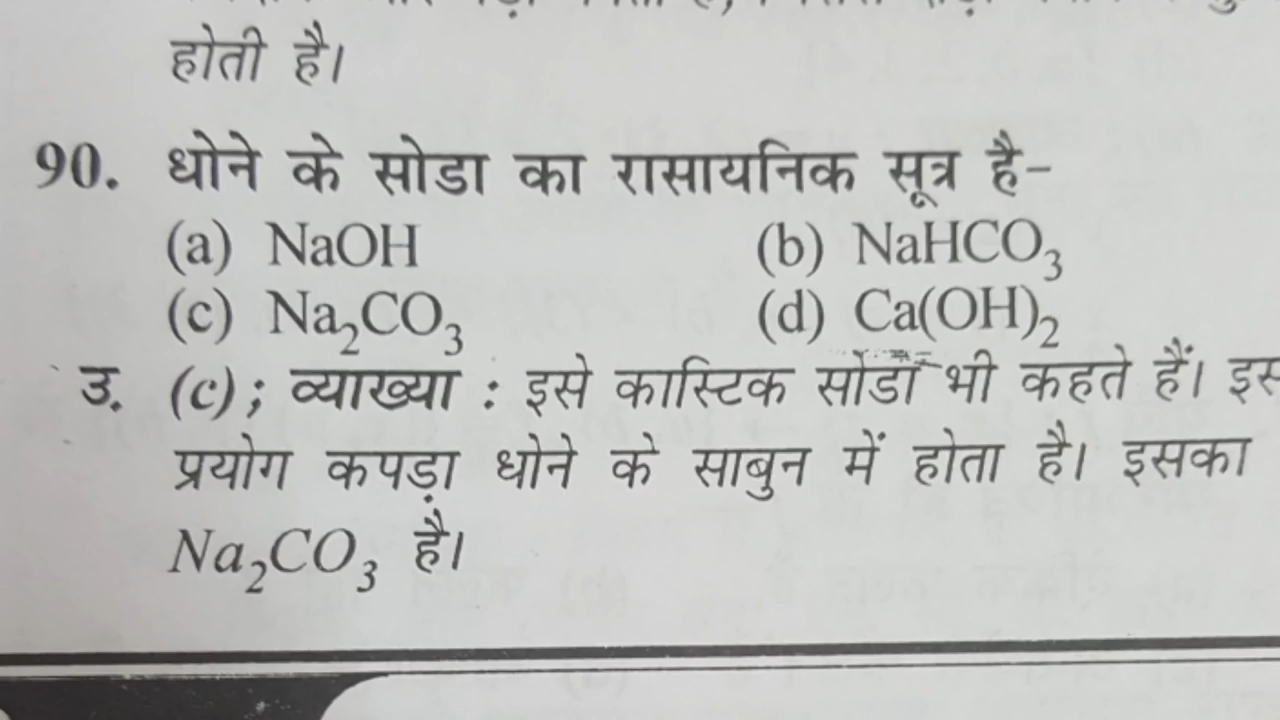 होती है।
90. धोने के सोडा का रासायनिक सूत्र है-
(a) NaOH (b) NaHCO₃
(c) Na₂CO₃ (d) Ca(OH)₂
उ. (c); व्याख्या : इसे कास्टिक सोडा भी कहते हैं। इस
प्रयोग कपड़ा धोने के साबुन में होता है। इसका
Na₂CO₃ है।